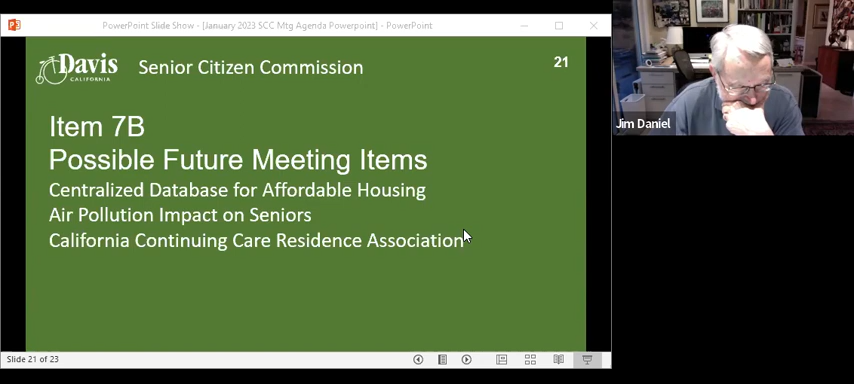 PowerPoint Slide Show - [January 2023 SCC Mtg Agenda Powerpoint] - PowerPoint
Davis
CALIFORNIA
Senior Citizen Commission
21
Item 7B
Possible Future Meeting Items
Centralized Database for Affordable Housing
Air Pollution Impact on Seniors
California Continuing Care Residence Association
Slide 21 of 23
Jim Daniel